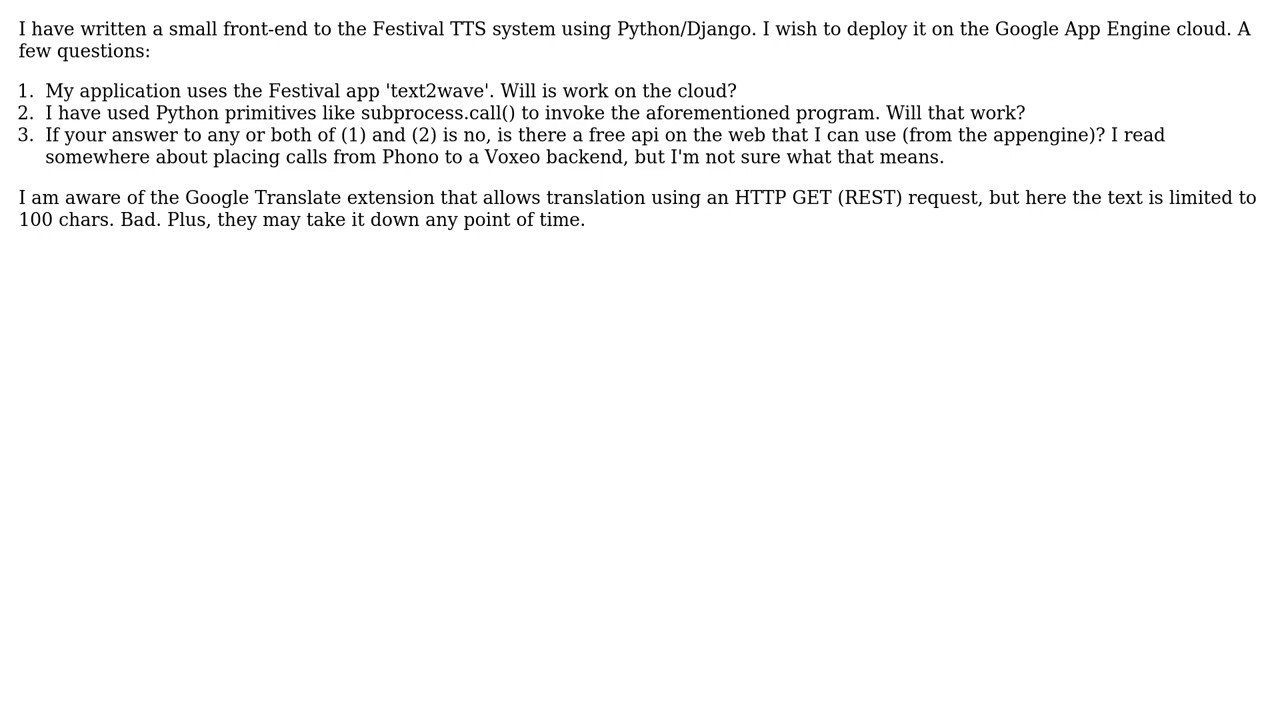 I have written a small front-end to the Festival TTS system using Python/Django. I wish to deploy it on the Google App Engine cloud. A
few questions:
1. My application uses the Festival app 'text2wave'. Will is work on the cloud?
2. I have used Python primitives like subprocess.call() to invoke the aforementioned program. Will that work?
3. If your answer to any or both of (1) and (2) is no, is there a free api on the web that I can use (from the appengine)? I read
somewhere about placing calls from Phono to a Voxeo backend, but I'm not sure what that means.
I am aware of the Google Translate extension that allows translation using an HTTP GET (REST) request, but here the text is limited to
100 chars. Bad. Plus, they may take it down any point of time.